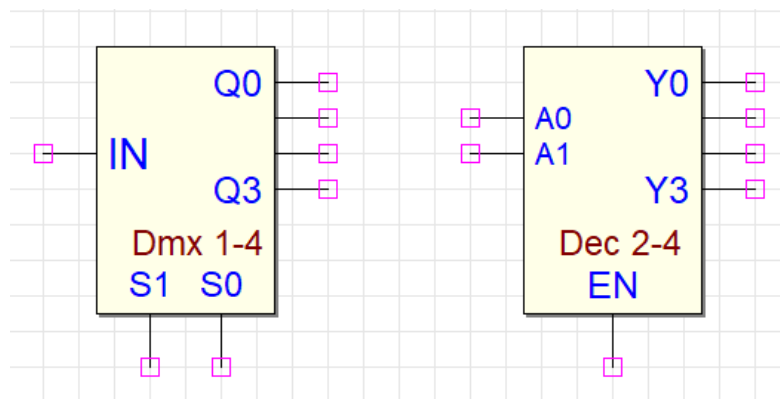 Q0
IN
Q3
Dmx 1-4
S1 S0
Y0
A0
A1
Y3
Dec 2-4
EN